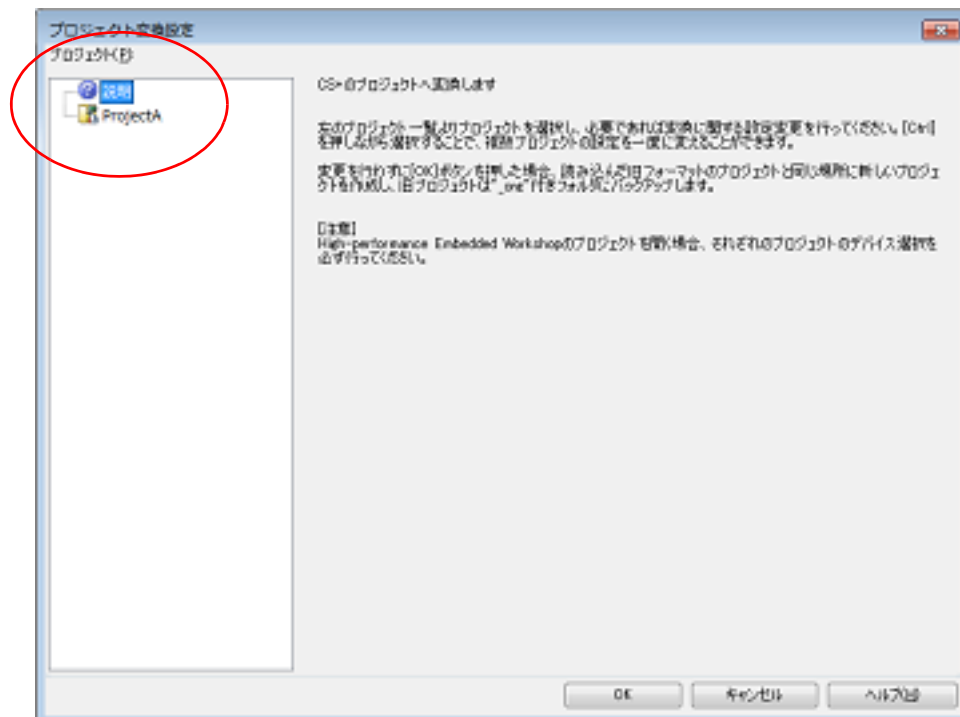 プロジェクト変換設定
プロジェクト(P)
説明
ProjectA
CS+のプロジェクトへ変換します
左のプロジェクト一覧よりプロジェクトを選択し、必要であれば変換に関する設定変更を行ってください。[Ctrl]
を押しながら選択することで、複数プロジェクトの設定を一度に変えることができます。
変更を行わずに[OK]ボタンを押した場合、読み込んだ旧フォーマットのプロジェクトと同じ場所に新しいプロジェ
クトを作成し、旧プロジェクトは"_org"付きフォルダにバックアップします。
【注意】
High-performance Embedded Workshopのプロジェクトを開く場合、それぞれのプロジェクトのデバイス選択を
必ず行ってください。
OK
キャンセル
ヘルプ(H)